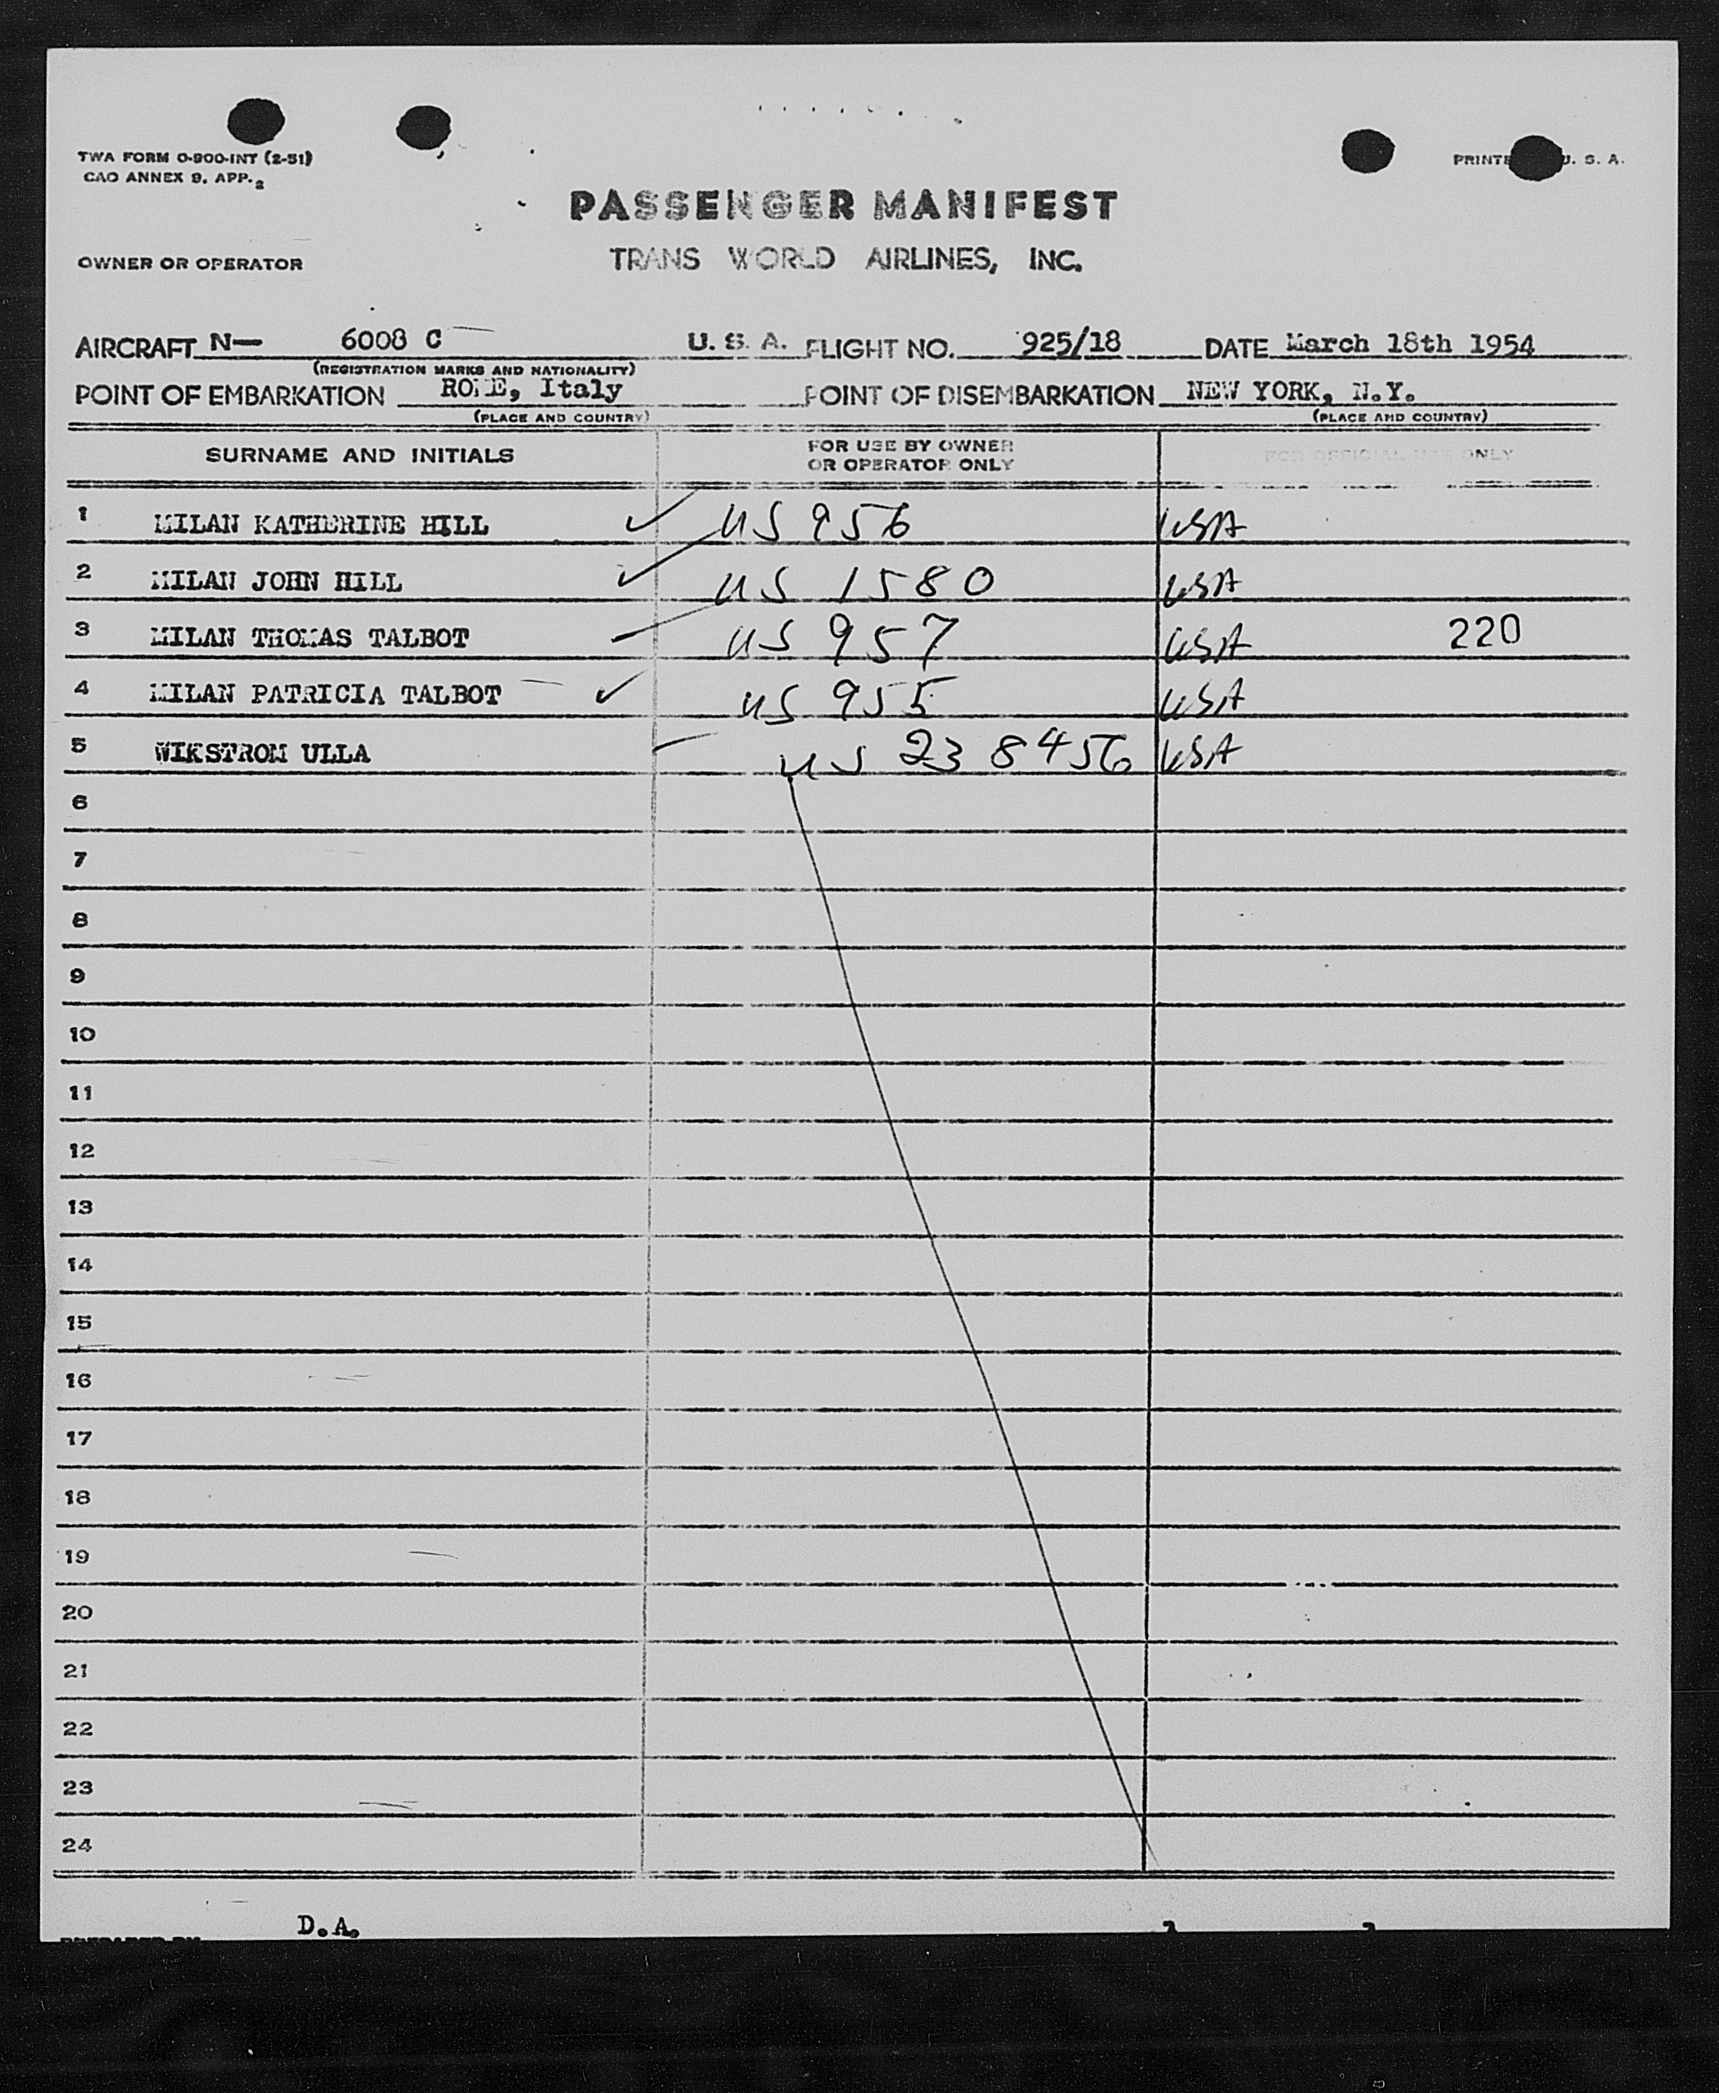 TWA FORM O-900-INT (2-51)
CAO ANNEX 9. APP. 2
U. S. A.
PASSENGER MANIFEST
OWNER OR OPERATOR
TRANS WORLD AIRLINES, INC.
AIRCRAFT N— 6008 C U. S. A. FLIGHT NO. 925/18 DATE March 18th 1954
(REGISTRATION MARKS AND NATIONALITY)
POINT OF EMBARKATION ROME, Italy POINT OF DISEMBARKATION NEW YORK, N.Y.
(PLACE AND COUNTRY) (PLACE AND COUNTRY)
SURNAME AND INITIALS FOR USE BY OWNER OR OPERATOR ONLY FOR OFFICIAL USE ONLY
1 MILAN KATHERINE HILL ✓ US 956 USA
2 MILAN JOHN HILL ✓ US 1580 USA
3 MILAN THOMAS TALBOT US 957 USA 220
4 MILAN PATRICIA TALBOT ✓ US 955 USA
5 WIKSTROM ULLA US 238456 USA
6
7
8
9
10
11
12
13
14
15
16
17
18
19
20
21
22
23
24
D.A.